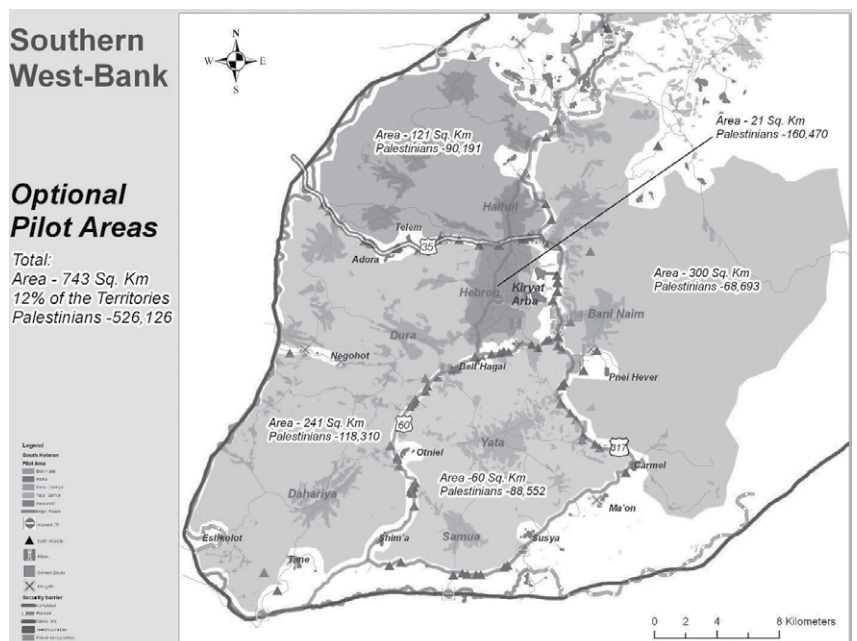 Southern
West-Bank
Optional
Pilot Areas
Total:
Area - 743 Sq. Km
12% of the Territories
Palestinians -526,126
Legend
South Hebron
Pilot Area
Security barrier
N
W
E
S
Area - 121 Sq. Km
Palestinians -90,191
Area - 21 Sq. Km
Palestinians -160,470
Halhul
Telem
35
Adora
Area - 300 Sq. Km
Palestinians -68,693
Hebron
Kiryat
Arba
Bani Naim
Dura
Negohot
Beit Hagai
Pnei Hever
Area - 241 Sq. Km
Palestinians -118,310
60
Yata
317
Otniel
Carmel
Area -60 Sq. Km
Palestinians -88,552
Dahariya
Ma'on
Eshkolot
Shim'a
Samua
Susya
Tene
0 2 4 8 Kilometers